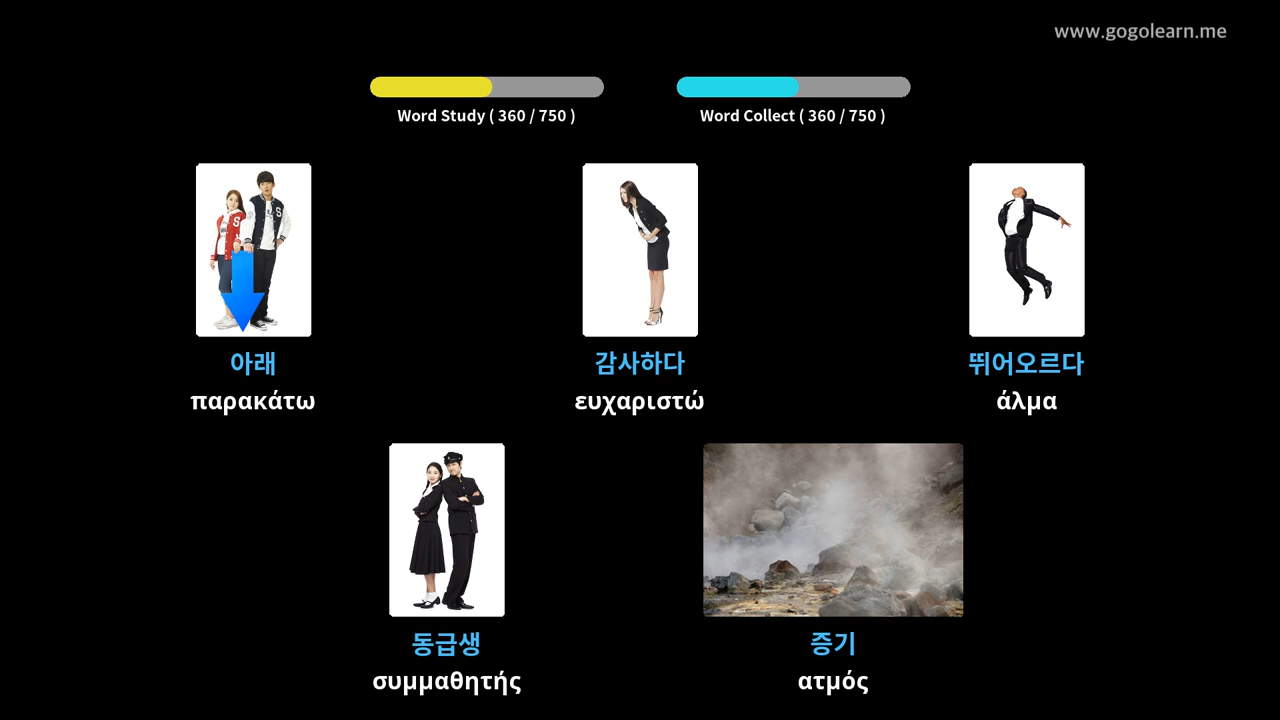 www.gogolearn.me
Word Study ( 360 / 750 )
Word Collect ( 360 / 750 )
아래
παρακάτω
감사하다
ευχαριστώ
뛰어오르다
άλμα
동급생
συμμαθητής
증기
ατμός